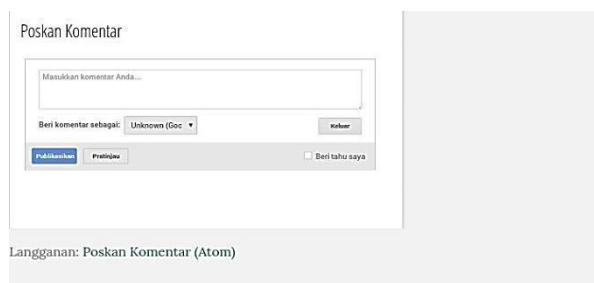 Poskan Komentar
Masukkan komentar Anda...
Beri komentar sebagai: Unknown (Goc Keluar
Publikasikan Pratinjau Beri tahu saya
Langganan: Poskan Komentar (Atom)